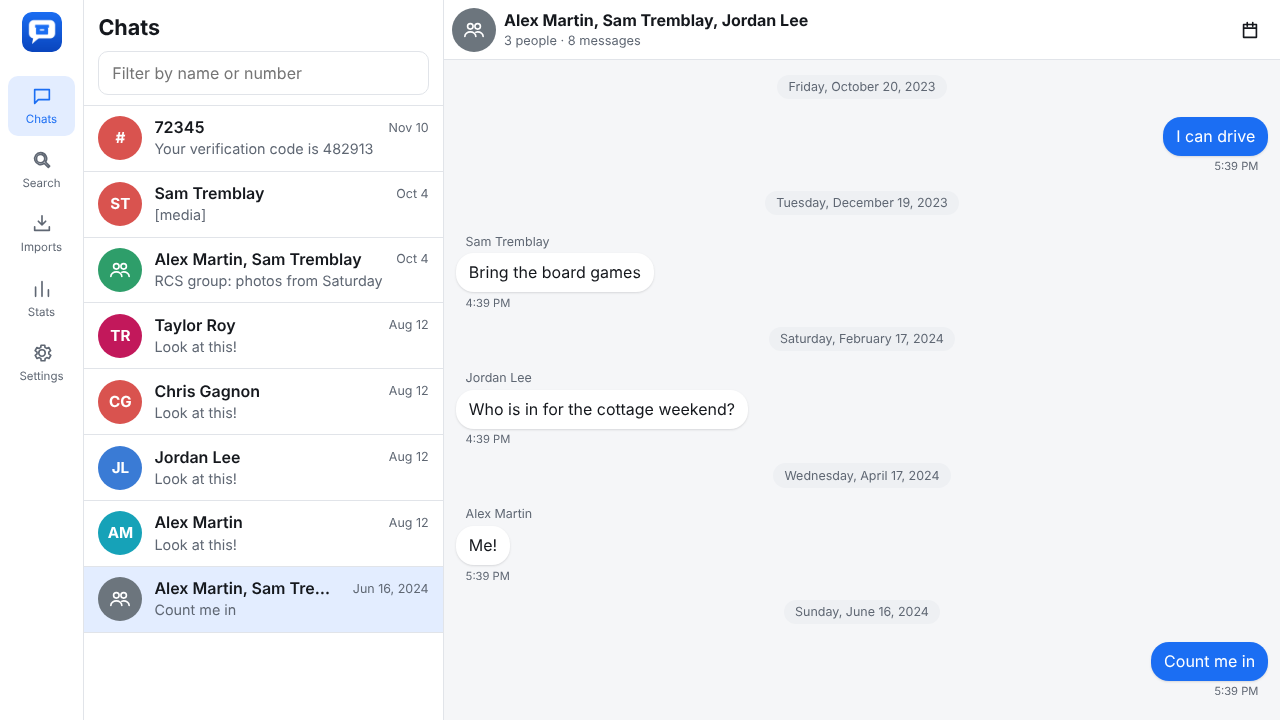 Chats
Search
Imports
Stats
Settings
Chats
Filter by name or number
#
72345
Nov 10
Your verification code is 482913
ST
Sam Tremblay
Oct 4
[media]
Alex Martin, Sam Tremblay
Oct 4
RCS group: photos from Saturday
TR
Taylor Roy
Aug 12
Look at this!
CG
Chris Gagnon
Aug 12
Look at this!
JL
Jordan Lee
Aug 12
Look at this!
AM
Alex Martin
Aug 12
Look at this!
Alex Martin, Sam Tre...
Jun 16, 2024
Count me in
Alex Martin, Sam Tremblay, Jordan Lee
3 people · 8 messages
Friday, October 20, 2023
I can drive
5:39 PM
Tuesday, December 19, 2023
Sam Tremblay
Bring the board games
4:39 PM
Saturday, February 17, 2024
Jordan Lee
Who is in for the cottage weekend?
4:39 PM
Wednesday, April 17, 2024
Alex Martin
Me!
5:39 PM
Sunday, June 16, 2024
Count me in
5:39 PM